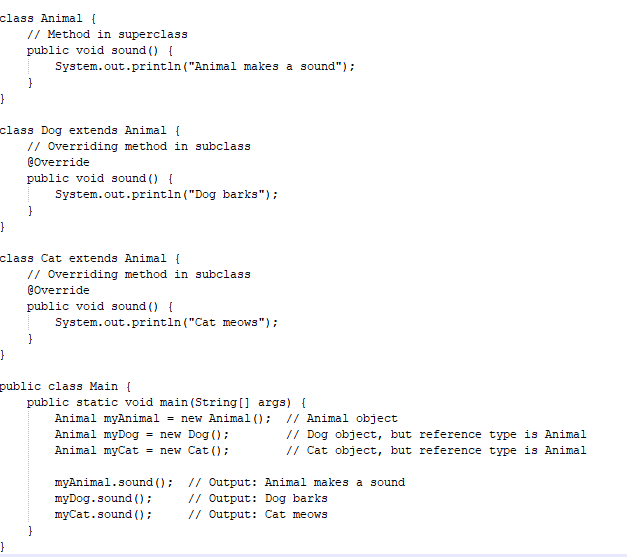 class Animal {
    // Method in superclass
    public void sound() {
        System.out.println("Animal makes a sound");
    }
}

class Dog extends Animal {
    // Overriding method in subclass
    @Override
    public void sound() {
        System.out.println("Dog barks");
    }
}

class Cat extends Animal {
    // Overriding method in subclass
    @Override
    public void sound() {
        System.out.println("Cat meows");
    }
}

public class Main {
    public static void main(String[] args) {
        Animal myAnimal = new Animal();  // Animal object
        Animal myDog = new Dog();        // Dog object, but reference type is Animal
        Animal myCat = new Cat();        // Cat object, but reference type is Animal

        myAnimal.sound();  // Output: Animal makes a sound
        myDog.sound();     // Output: Dog barks
        myCat.sound();     // Output: Cat meows
    }
}